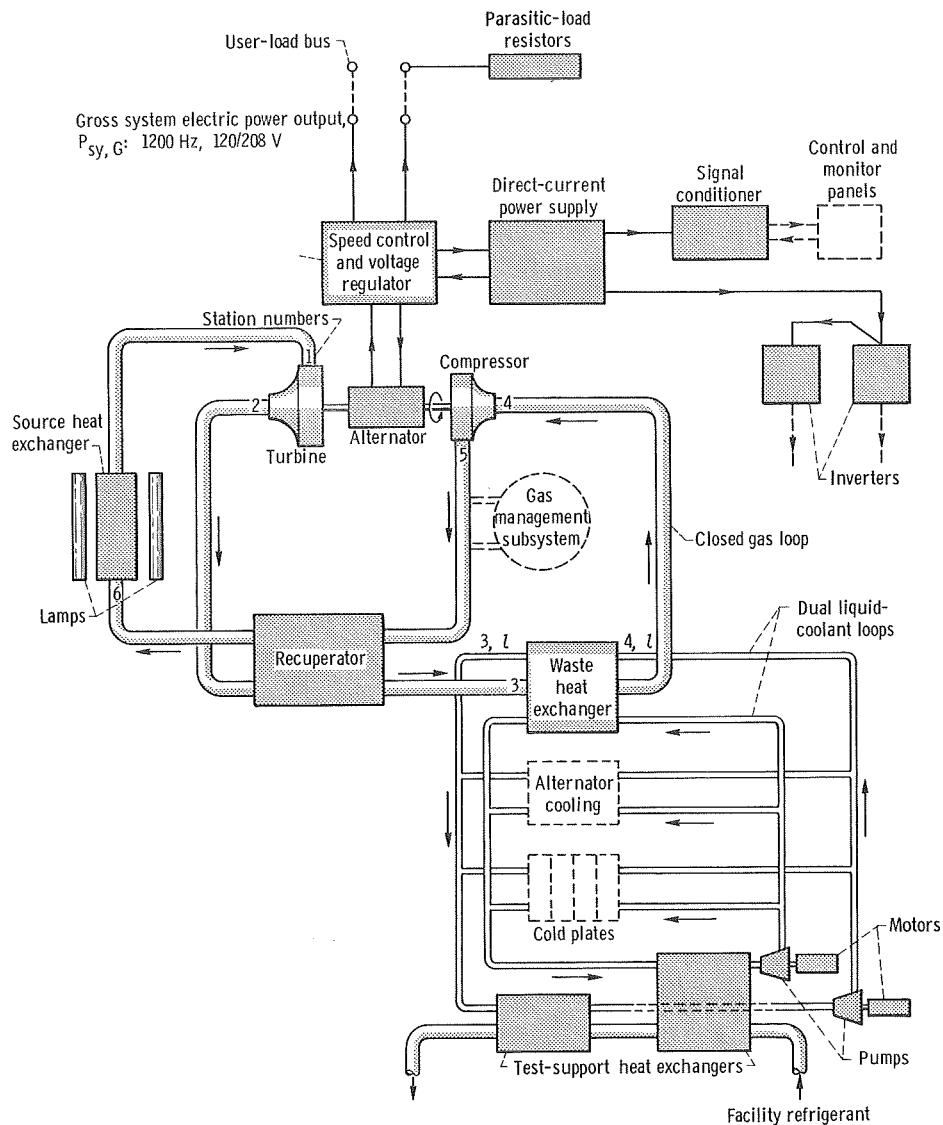 Parasitic-load
resistors
User-load bus
Gross system electric power output,
P_sy, G: 1200 Hz, 120/208 V
Direct-current
power supply
Signal
conditioner
Control and
monitor
panels
Speed control
and voltage
regulator
Station numbers
1
Compressor
2
4
Alternator
Turbine
5
Source heat
exchanger
Inverters
Gas
management
subsystem
Closed gas loop
6
Lamps
Dual liquid-
coolant loops
Recuperator
3, l
4, l
Waste
heat
exchanger
3
Alternator
cooling
Cold plates
Motors
Pumps
Test-support heat exchangers
Facility refrigerant